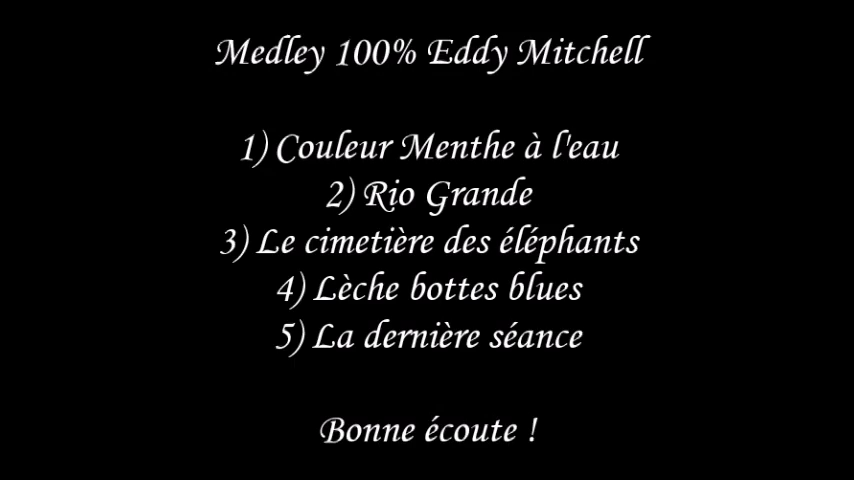 Medley 100% Eddy Mitchell
1) Couleur Menthe à l'eau
2) Rio Grande
3) Le cimetière des éléphants
4) Lèche bottes blues
5) La dernière séance
Bonne écoute !